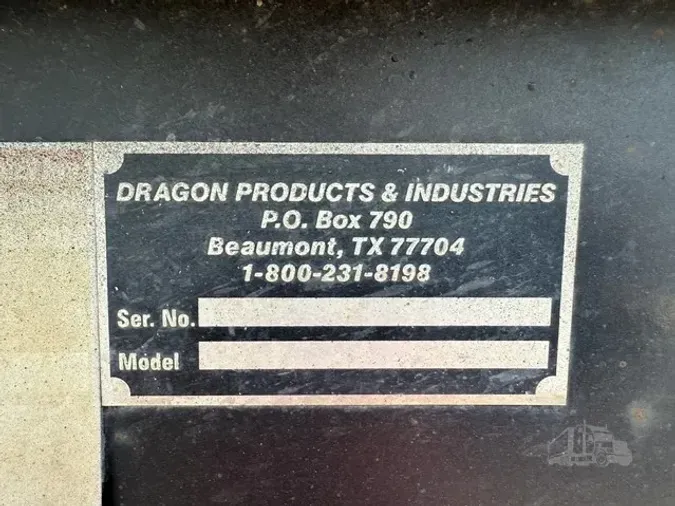 DRAGON PRODUCTS & INDUSTRIES
P.O. Box 790
Beaumont, TX 77704
1-800-231-8198
Ser. No.
Model